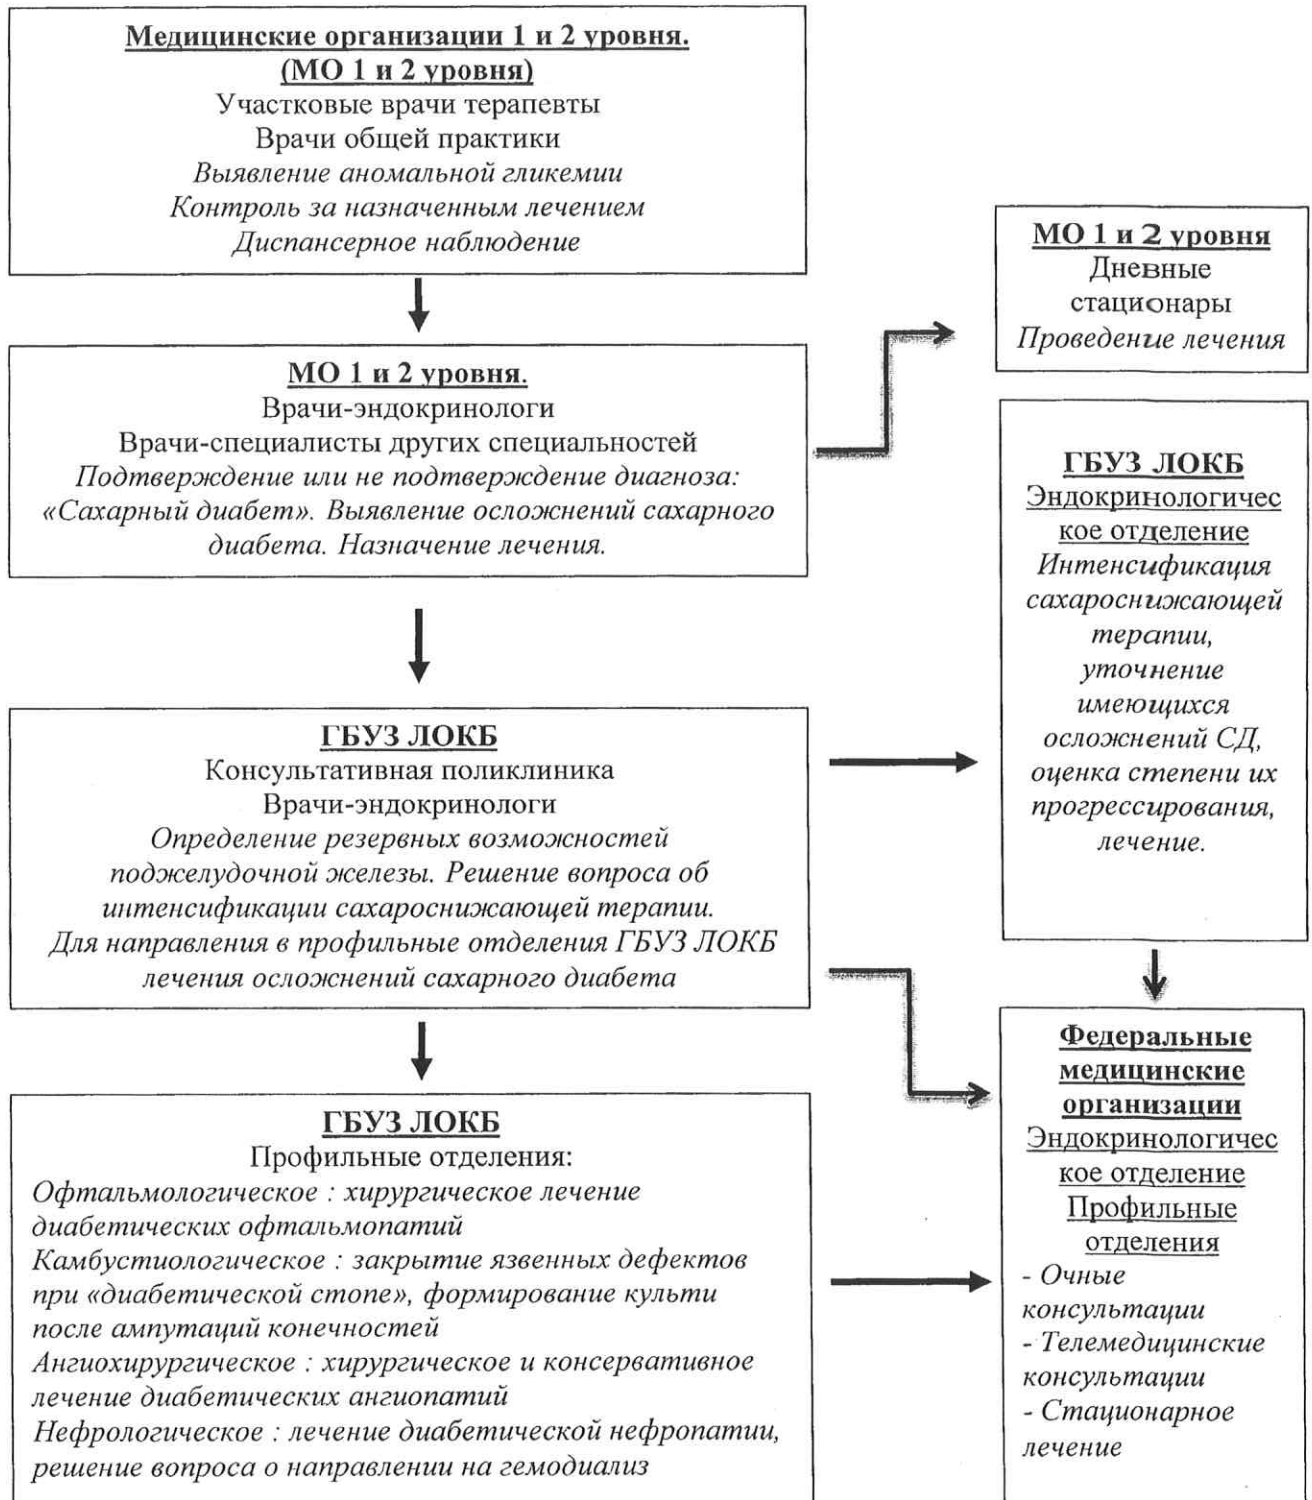 Медицинские организации 1 и 2 уровня.
(МО 1 и 2 уровня)
Участковые врачи терапевты
Врачи общей практики
Выявление аномальной гликемии
Контроль за назначенным лечением
Диспансерное наблюдение
МО 1 и 2 уровня
Дневные
стационары
Проведение лечения
МО 1 и 2 уровня.
Врачи-эндокринологи
Врачи-специалисты других специальностей
Подтверждение или не подтверждение диагноза:
«Сахарный диабет». Выявление осложнений сахарного
диабета. Назначение лечения.
ГБУЗ ЛОКБ
Эндокринологичес
кое отделение
Интенсификация
сахароснижающей
терапии,
уточнение
имеющихся
осложнений СД,
оценка степени их
прогрессирования,
лечение.
ГБУЗ ЛОКБ
Консультативная поликлиника
Врачи-эндокринологи
Определение резервных возможностей
поджелудочной железы. Решение вопроса об
интенсификации сахароснижающей терапии.
Для направления в профильные отделения ГБУЗ ЛОКБ
лечения осложнений сахарного диабета
ГБУЗ ЛОКБ
Профильные отделения:
Офтальмологическое : хирургическое лечение
диабетических офтальмопатий
Камбустиологическое : закрытие язвенных дефектов
при «диабетической стопе», формирование культи
после ампутаций конечностей
Ангиохирургическое : хирургическое и консервативное
лечение диабетических ангиопатий
Нефрологическое : лечение диабетической нефропатии,
решение вопроса о направлении на гемодиализ
Федеральные
медицинские
организации
Эндокринологичес
кое отделение
Профильные
отделения
- Очные
консультации
- Телемедицинские
консультации
- Стационарное
лечение